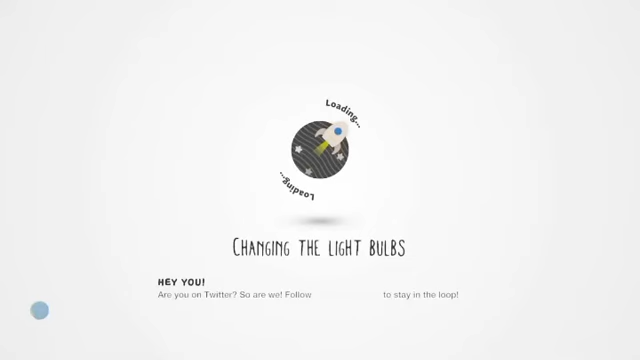 Loading...
Loading...
Changing the light bulbs
HEY YOU!
Are you on Twitter? So are we! Follow to stay in the loop!